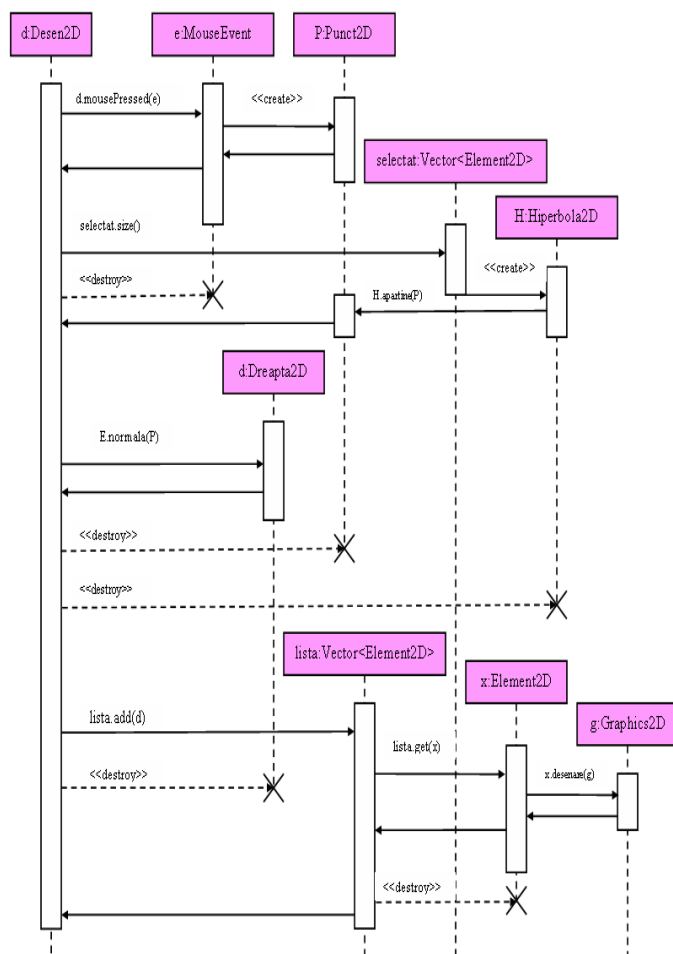 d:Desen2D
e:MouseEvent
P:Punct2D
d.mousePressed(e)
<<create>>
selectat:Vector<Element2D>
H:Hiperbola2D
selectat.size()
<<create>>
<<destroy>>
H.apartine(P)
d:Dreapta2D
E.normala(P)
<<destroy>>
<<destroy>>
lista:Vector<Element2D>
x:Element2D
g:Graphics2D
lista.add(d)
lista.get(x)
<<destroy>>
x.desenare(g)
<<destroy>>